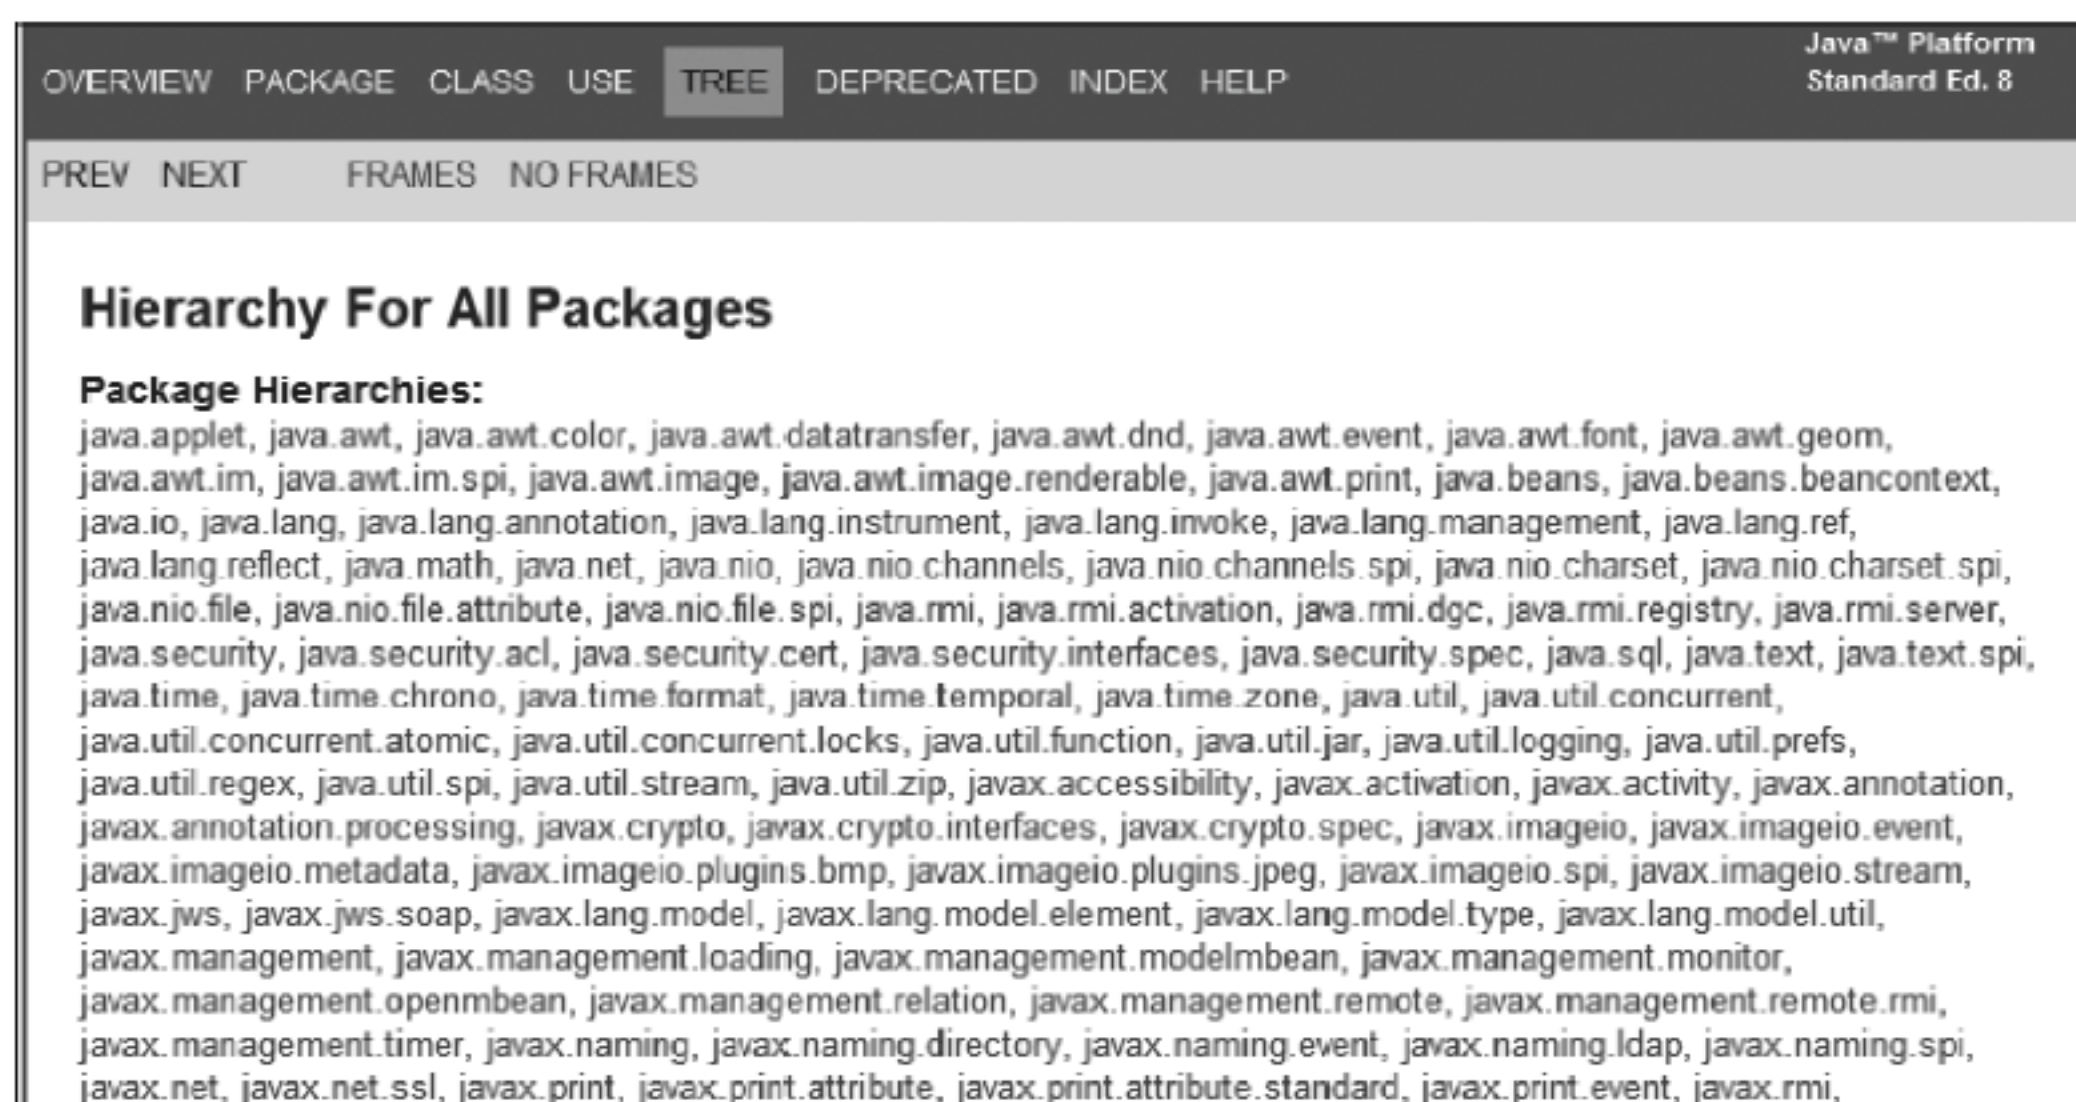 OVERVIEW PACKAGE CLASS USE TREE DEPRECATED INDEX HELP
Java™ Platform
Standard Ed. 8
PREV NEXT FRAMES NO FRAMES
Hierarchy For All Packages
Package Hierarchies:
java.applet, java.awt, java.awt.color, java.awt.datatransfer, java.awt.dnd, java.awt.event, java.awt.font, java.awt.geom,
java.awt.im, java.awt.im.spi, java.awt.image, java.awt.image.renderable, java.awt.print, java.beans, java.beans.beancontext,
java.io, java.lang, java.lang.annotation, java.lang.instrument, java.lang.invoke, java.lang.management, java.lang.ref,
java.lang.reflect, java.math, java.net, java.nio, java.nio.channels, java.nio.channels.spi, java.nio.charset, java.nio.charset.spi,
java.nio.file, java.nio.file.attribute, java.nio.file.spi, java.rmi, java.rmi.activation, java.rmi.dgc, java.rmi.registry, java.rmi.server,
java.security, java.security.acl, java.security.cert, java.security.interfaces, java.security.spec, java.sql, java.text, java.text.spi,
java.time, java.time.chrono, java.time.format, java.time.temporal, java.time.zone, java.util, java.util.concurrent,
java.util.concurrent.atomic, java.util.concurrent.locks, java.util.function, java.util.jar, java.util.logging, java.util.prefs,
java.util.regex, java.util.spi, java.util.stream, java.util.zip, javax.accessibility, javax.activation, javax.activity, javax.annotation,
javax.annotation.processing, javax.crypto, javax.crypto.interfaces, javax.crypto.spec, javax.imageio, javax.imageio.event,
javax.imageio.metadata, javax.imageio.plugins.bmp, javax.imageio.plugins.jpeg, javax.imageio.spi, javax.imageio.stream,
javax.jws, javax.jws.soap, javax.lang.model, javax.lang.model.element, javax.lang.model.type, javax.lang.model.util,
javax.management, javax.management.loading, javax.management.modelmbean, javax.management.monitor,
javax.management.openmbean, javax.management.relation, javax.management.remote, javax.management.remote.rmi,
javax.management.timer, javax.naming, javax.naming.directory, javax.naming.event, javax.naming.ldap, javax.naming.spi,
javax.net, javax.net.ssl, javax.print, javax.print.attribute, javax.print.attribute.standard, javax.print.event, javax.rmi,